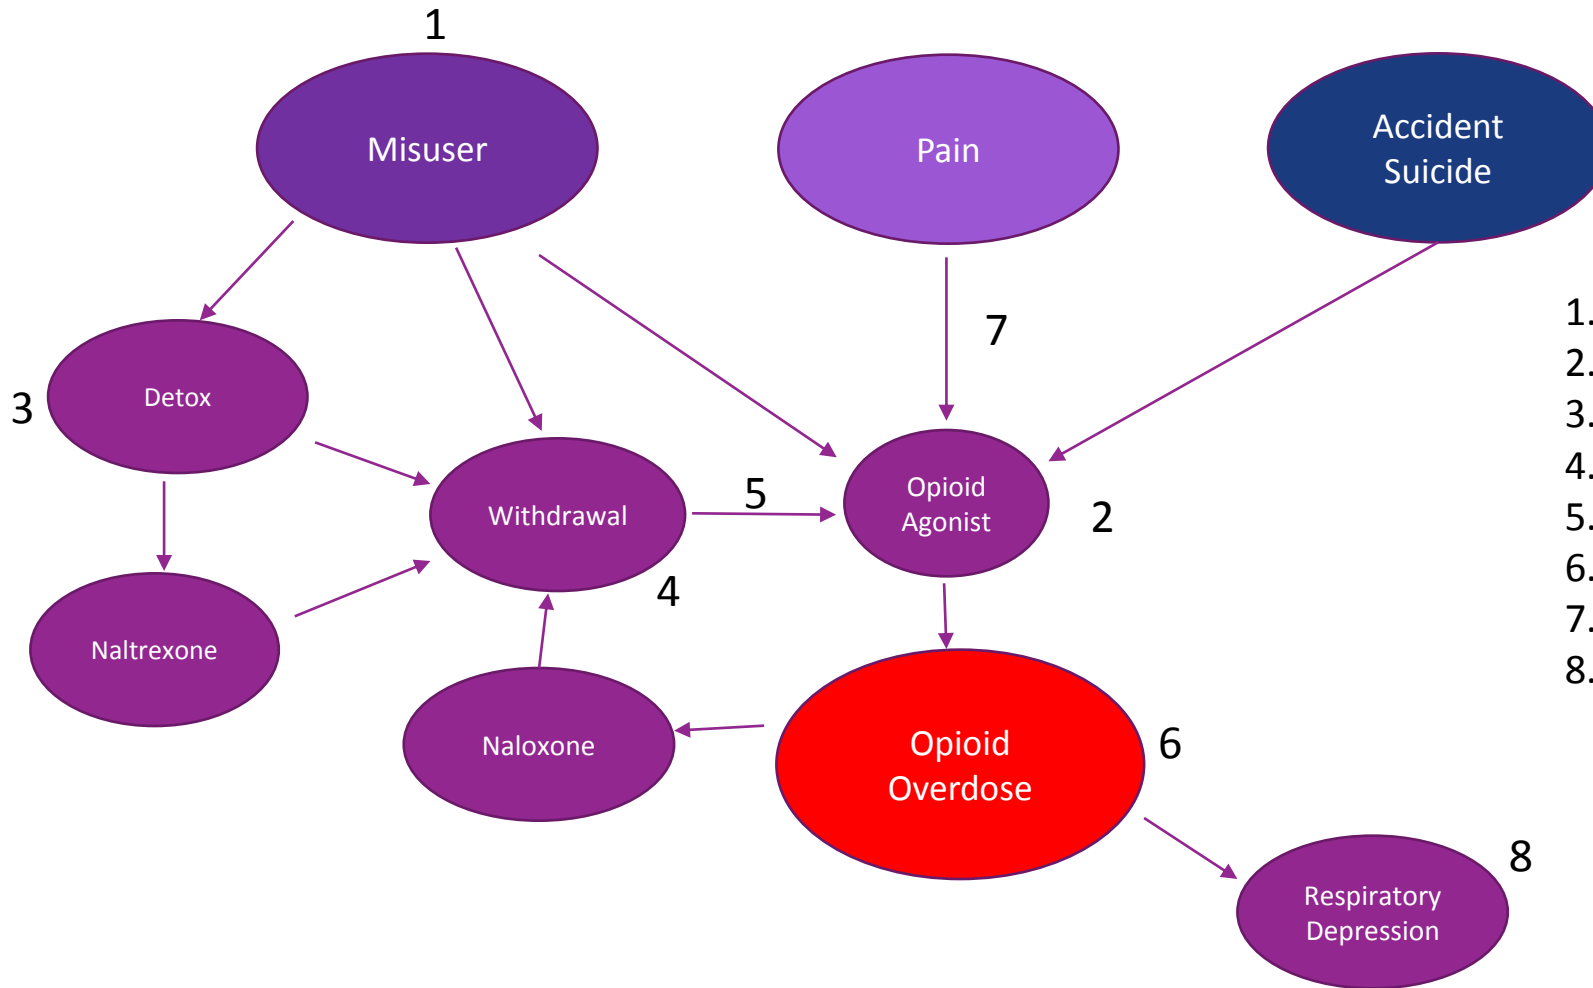 1
Misuser
Pain
Accident
Suicide
7
1.
2.
3.
4.
5.
6.
7.
8.
3
Detox
Withdrawal
5
Opioid
Agonist
2
4
Naltrexone
Naloxone
Opioid
Overdose
6
8
Respiratory
Depression